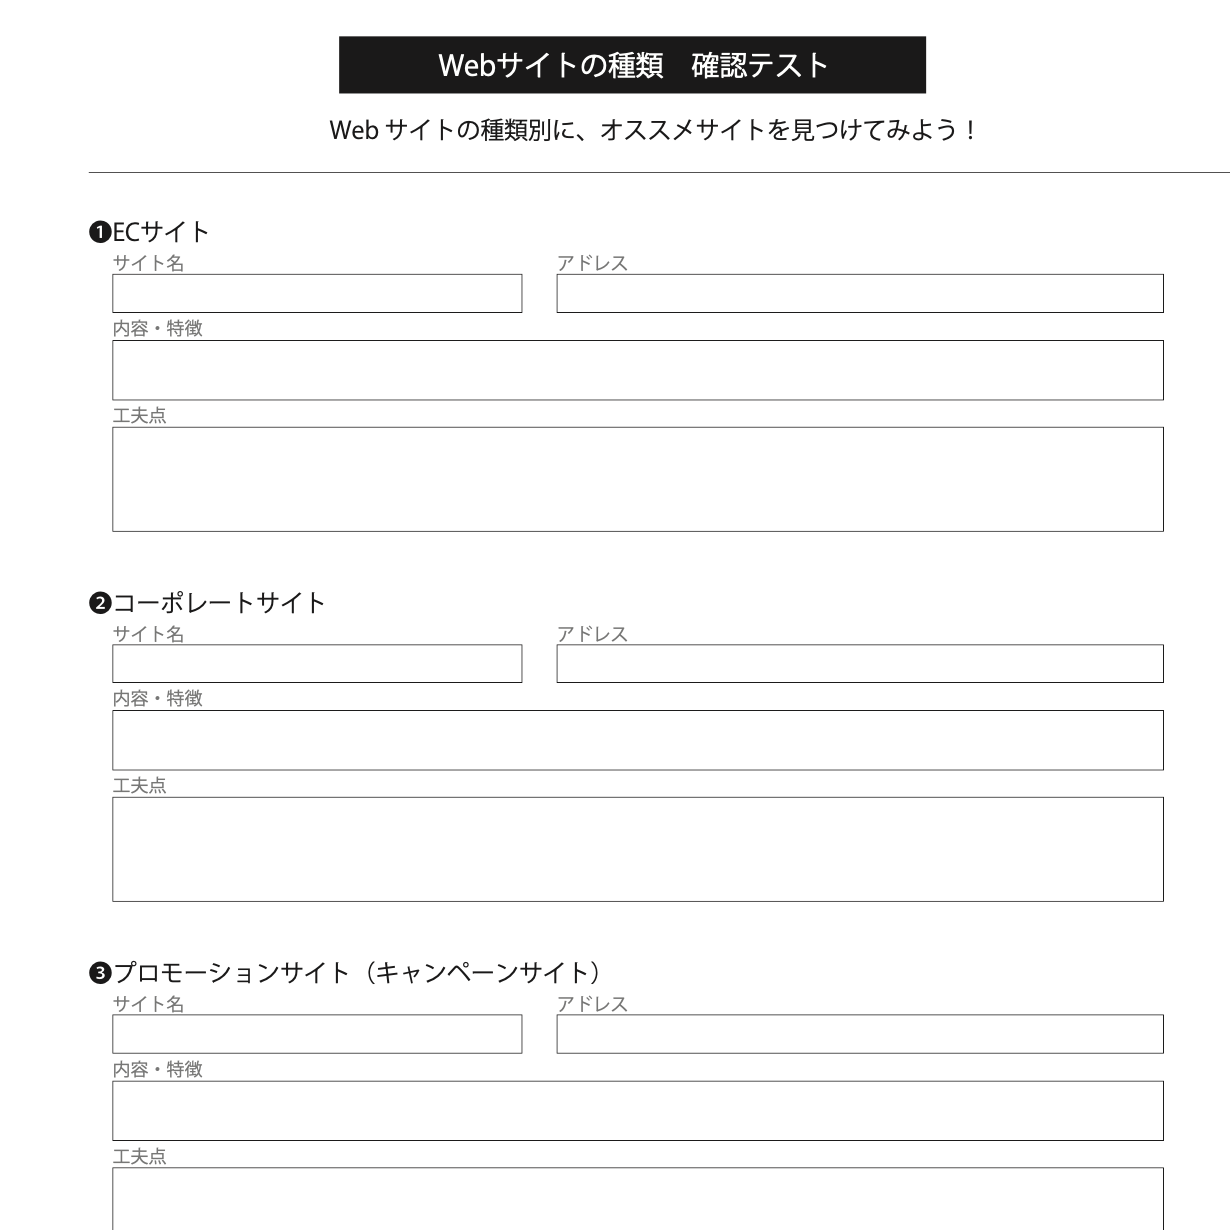 Webサイトの種類　確認テスト
Web サイトの種類別に、オススメサイトを見つけてみよう！
❶ECサイト
サイト名　アドレス
内容・特徴
工夫点
❷コーポレートサイト
サイト名　アドレス
内容・特徴
工夫点
❸プロモーションサイト（キャンペーンサイト）
サイト名　アドレス
内容・特徴
工夫点